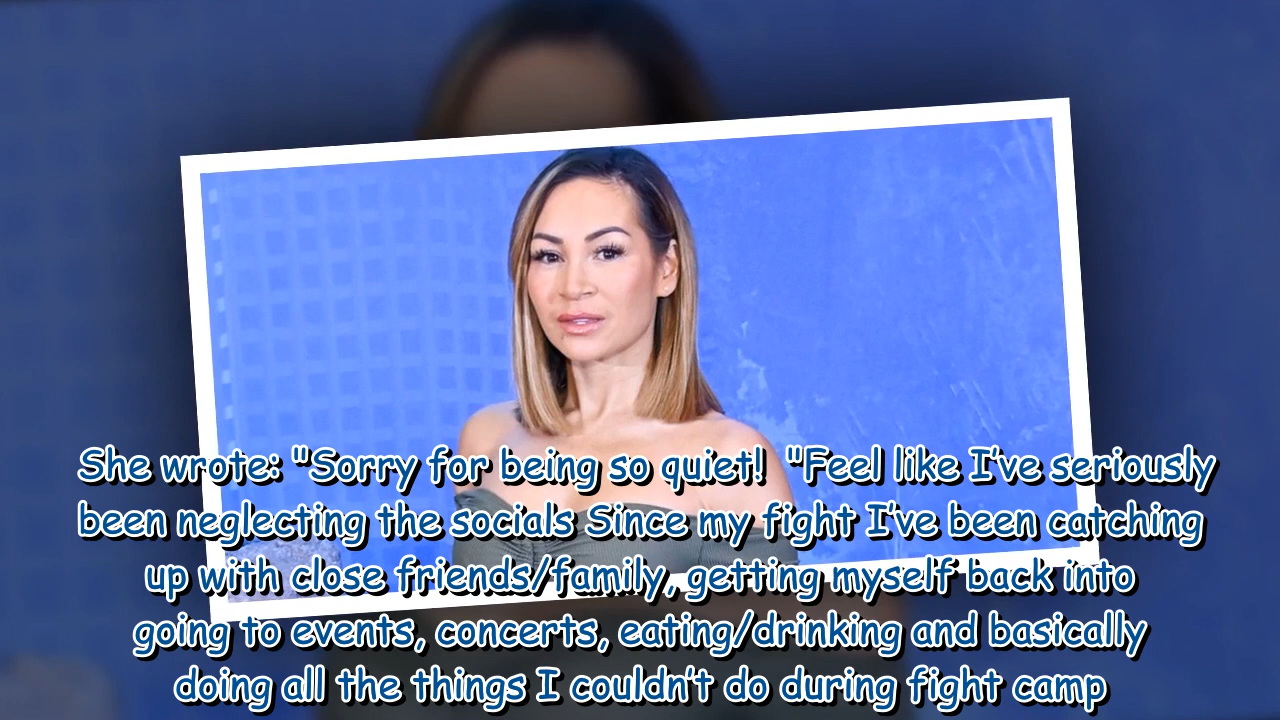 She wrote: "Sorry for being so quiet!  "Feel like I've seriously
been neglecting the socials Since my fight I've been catching
up with close friends/family, getting myself back into
going to events, concerts, eating/drinking and basically
doing all the things I couldn't do during fight camp